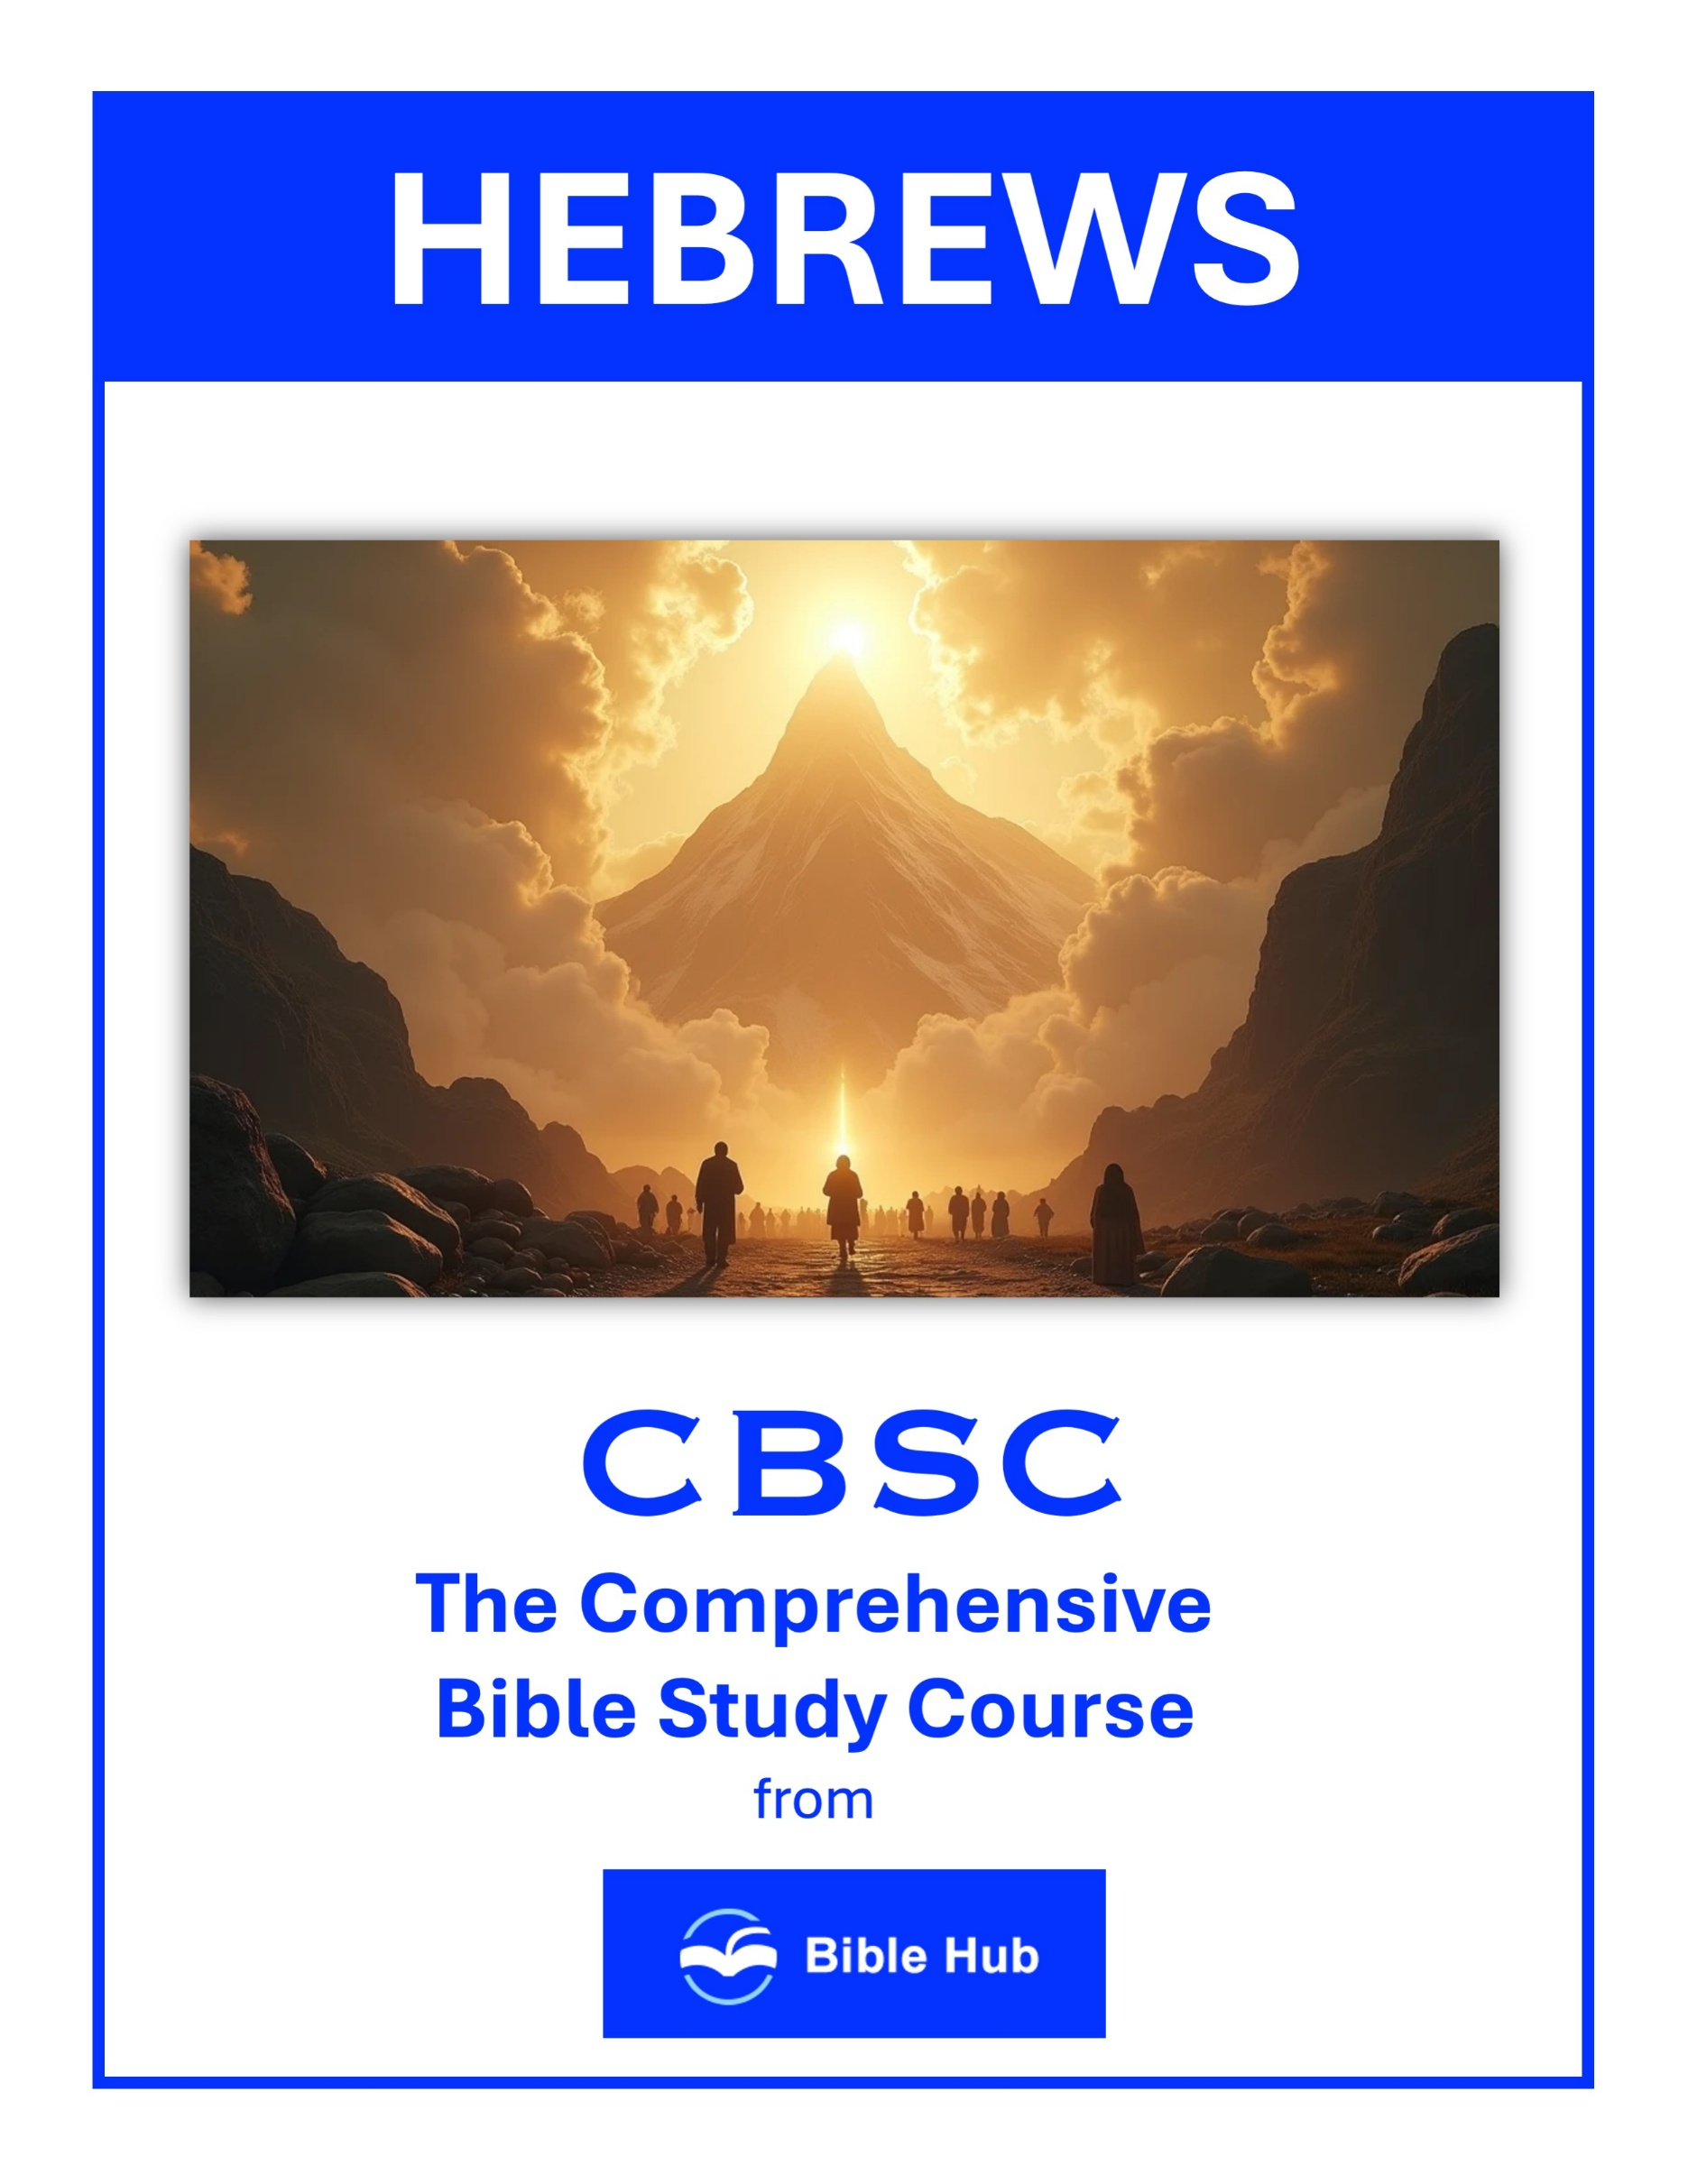 HEBREWS
CBSC
The Comprehensive
Bible Study Course
from
Bible Hub